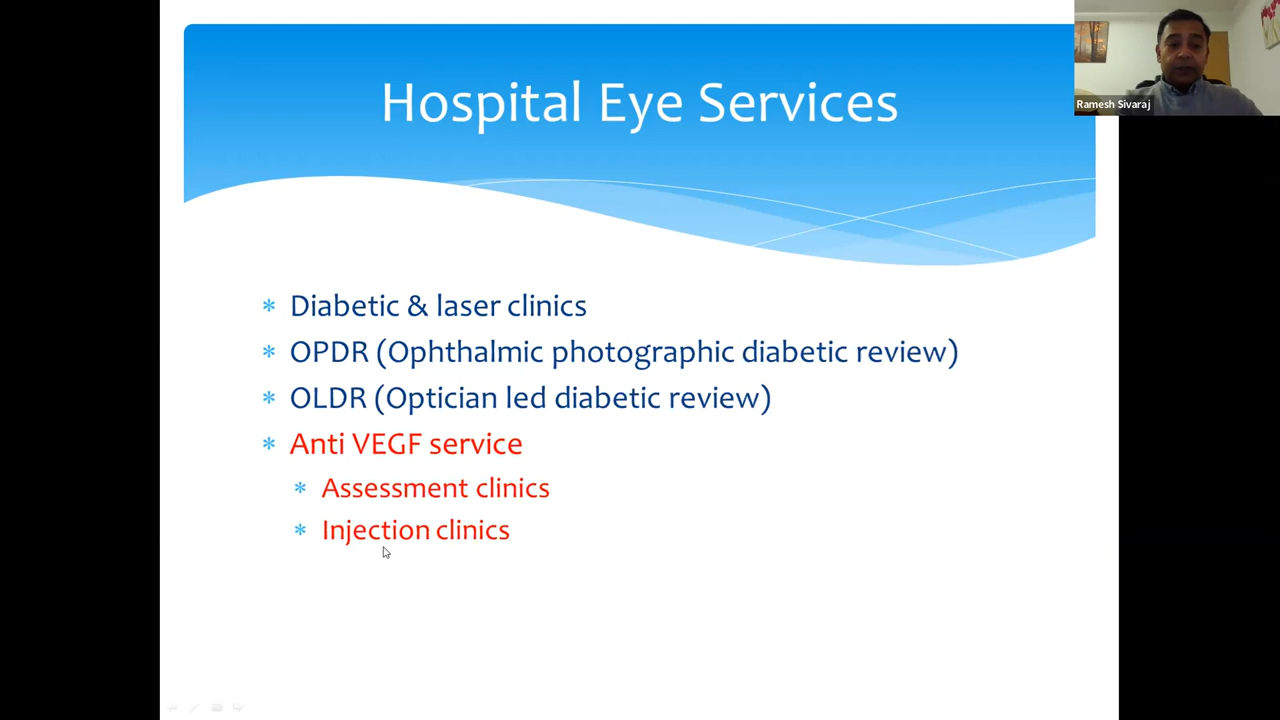 Hospital Eye Services
Ramesh Sivaraj
* Diabetic & laser clinics
* OPDR (Ophthalmic photographic diabetic review)
* OLDR (Optician led diabetic review)
* Anti VEGF service
* Assessment clinics
* Injection clinics